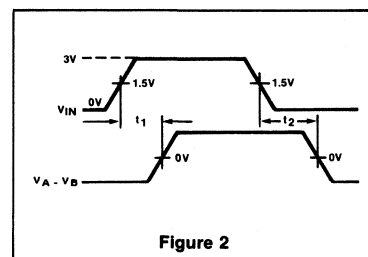 3V
1.5V 1.5V
0V
VIN
t1 t2
0V 0V
VA - VB
Figure 2